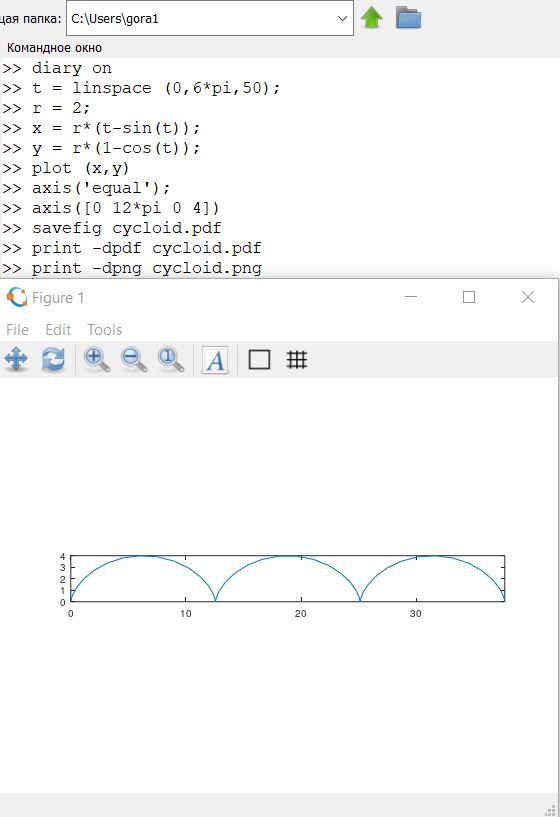 щая папка: C:\Users\gora1
Командное окно
>> diary on
>> t = linspace (0,6*pi,50);
>> r = 2;
>> x = r*(t-sin(t));
>> y = r*(1-cos(t));
>> plot (x,y)
>> axis('equal');
>> axis([0 12*pi 0 4])
>> savefig cycloid.pdf
>> print -dpdf cycloid.pdf
>> print -dpng cycloid.png
Figure 1
File Edit Tools
1 A
4
3
2
1
0
0 10 20 30